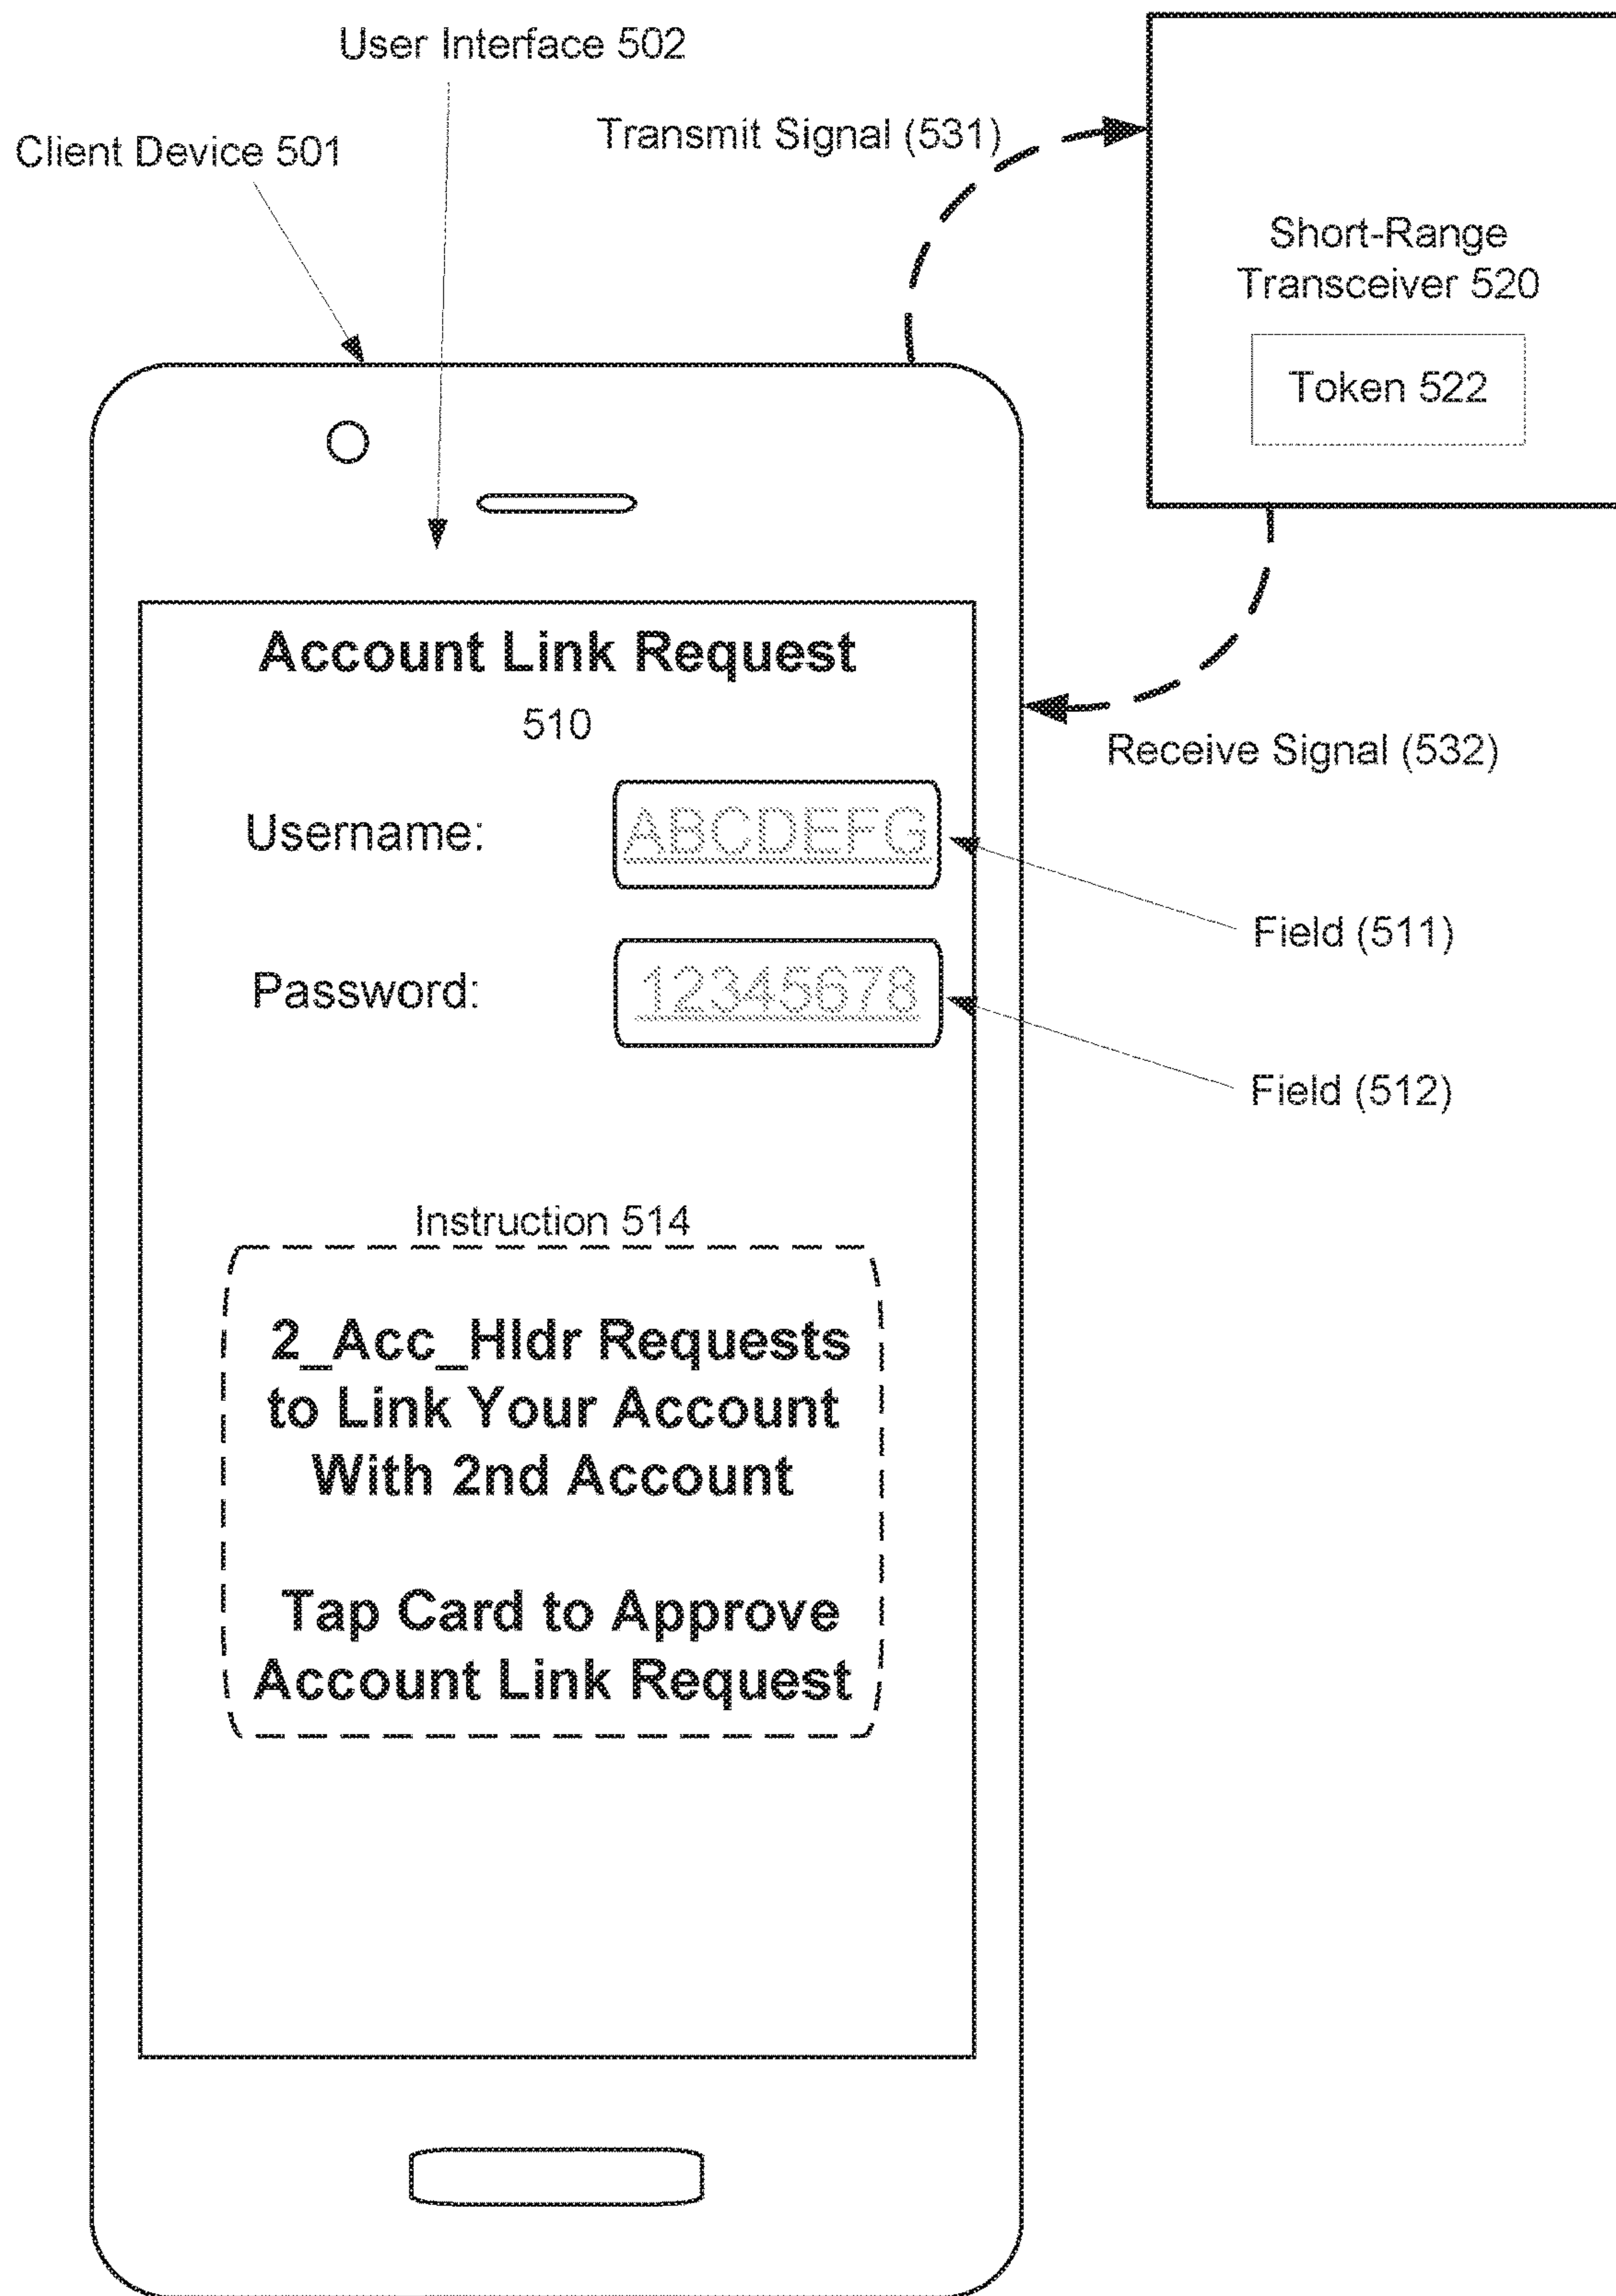 User Interface 502
Client Device 501
Transmit Signal (531)
Short-Range
Transceiver 520
Token 522
Account Link Request
510
Receive Signal (532)
Username: ABCDEFG
Field (511)
Password: 12345678
Field (512)
Instruction 514
2_Acc_Hldr Requests
to Link Your Account
With 2nd Account
Tap Card to Approve
Account Link Request